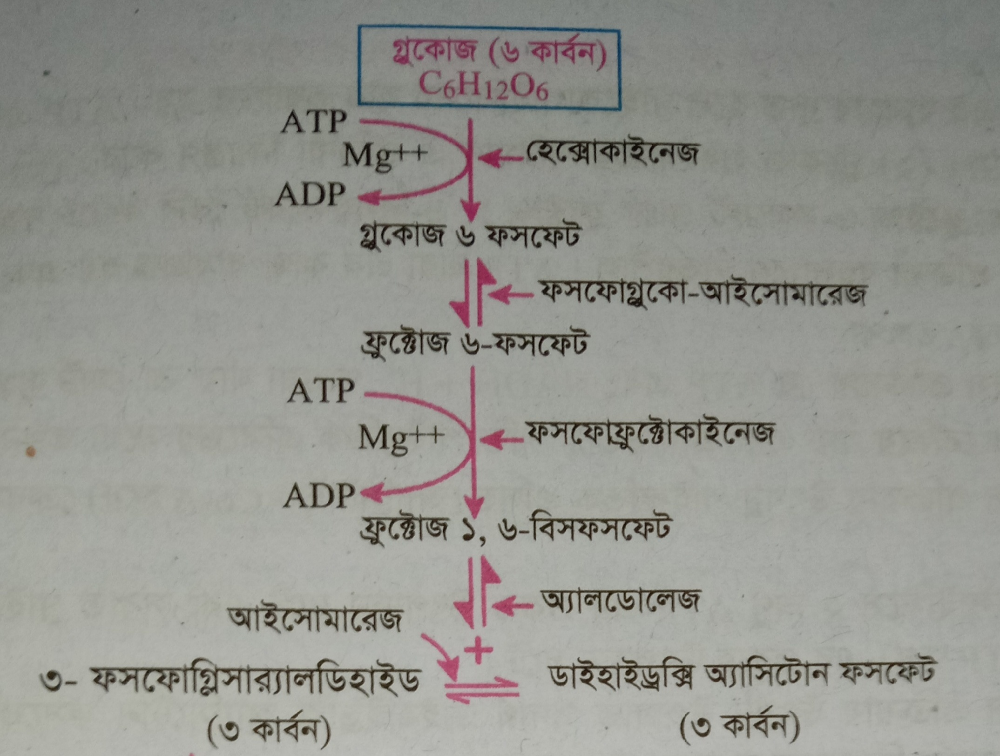 গ্লুকোজ (৬ কার্বন)
C6H12O6
ATP
Mg++
হেক্সোকাইনেজ
ADP
গ্লুকোজ ৬ ফসফেট
ফসফোগ্লুকো-আইসোমারেজ
ফ্রুক্টোজ ৬-ফসফেট
ATP
Mg++
ফসফোফ্রুক্টোকাইনেজ
ADP
ফ্রুক্টোজ ১, ৬-বিসফসফেট
অ্যালডোলেজ
আইসোমারেজ
+
৩- ফসফোগ্লিসার‍্যালডিহাইড
ডাইহাইড্রক্সি অ্যাসিটোন ফসফেট
(৩ কার্বন)
(৩ কার্বন)